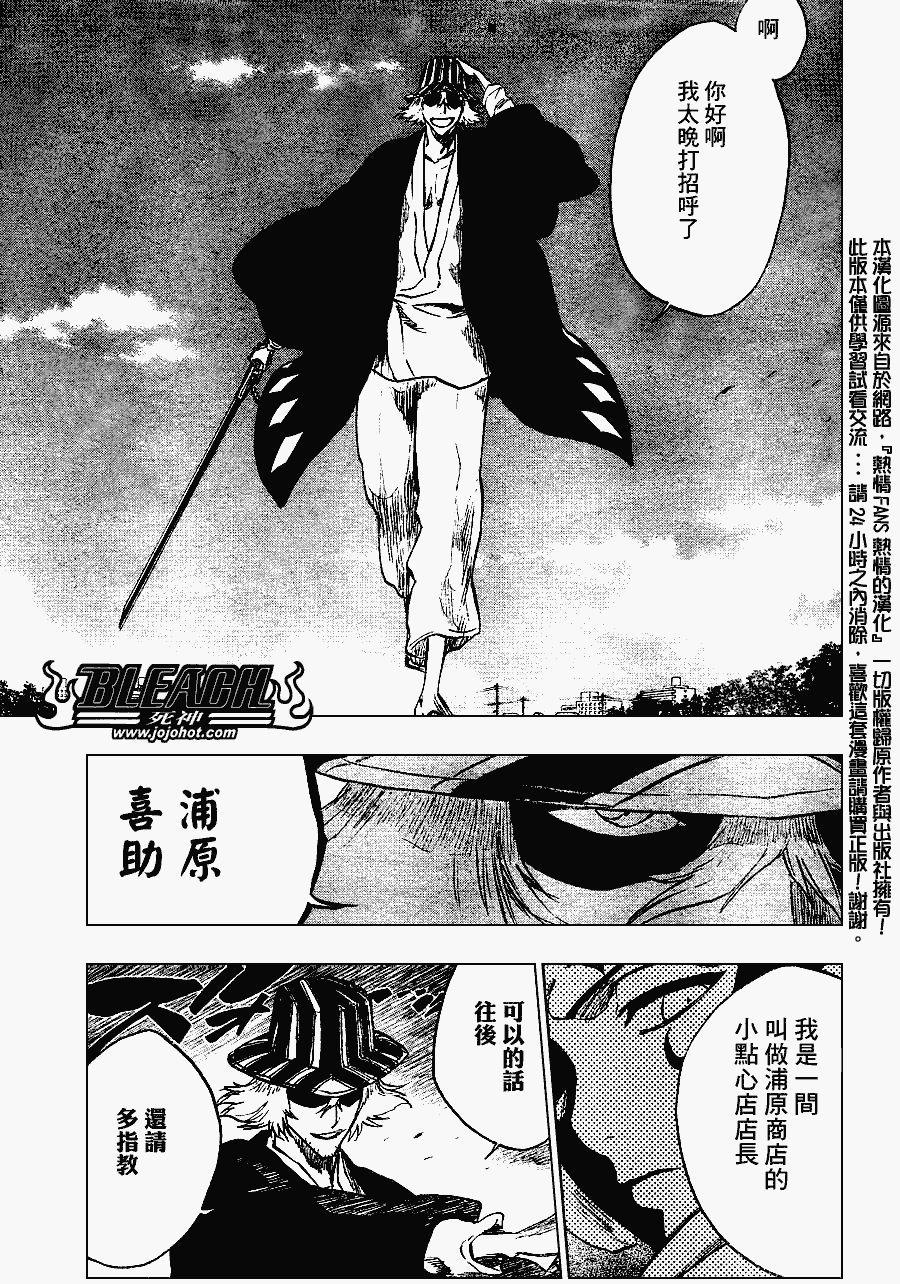 啊
你好啊
我太晚打招呼了
本漢化圖源來自於網路，『熱情FANS熱情的漢化』一切版權歸原作者與出版社擁有！
此版本僅供學習試看交流...請24小時之內消除，喜歡這套漫畫請購買正版！謝謝。
BLEACH
死神
www.jojohot.com
浦原
喜助
我是一間
叫做浦原商店的
小點心店店長
可以的話
往後
還請
多指教